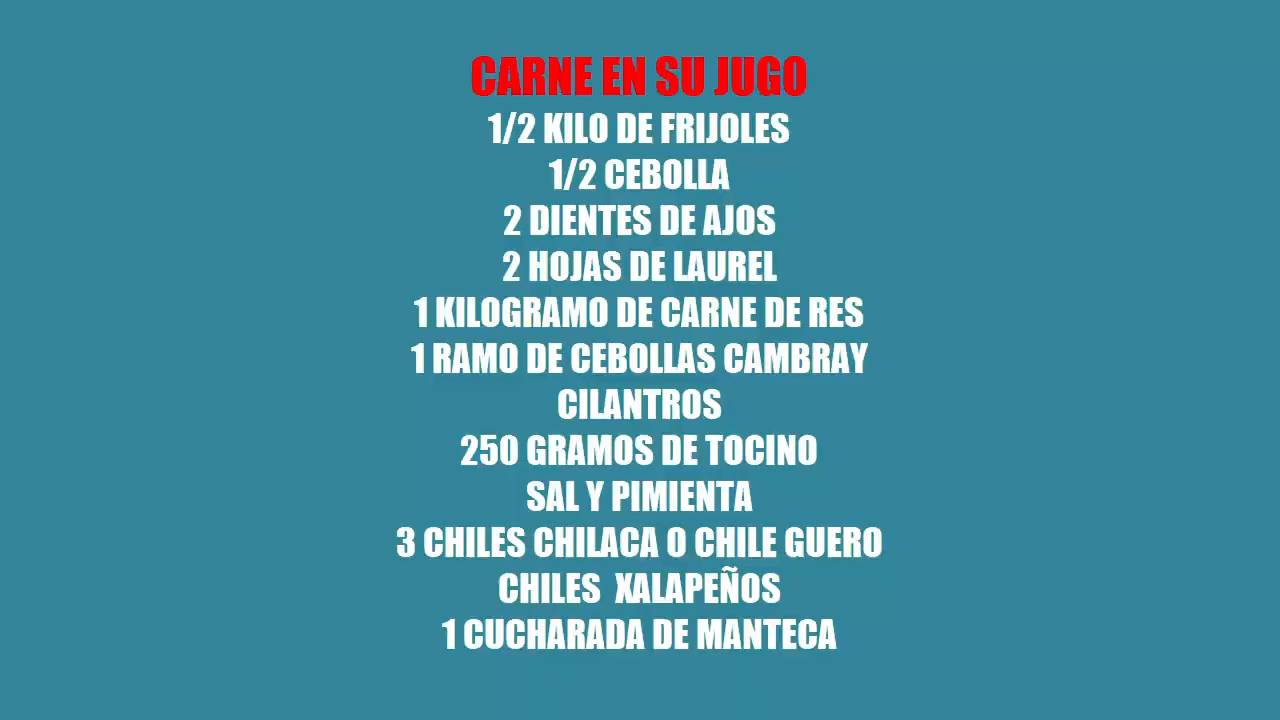 CARNE EN SU JUGO
1/2 KILO DE FRIJOLES
1/2 CEBOLLA
2 DIENTES DE AJOS
2 HOJAS DE LAUREL
1 KILOGRAMO DE CARNE DE RES
1 RAMO DE CEBOLLAS CAMBRAY
CILANTROS
250 GRAMOS DE TOCINO
SAL Y PIMIENTA
3 CHILES CHILACA O CHILE GUERO
CHILES XALAPEÑOS
1 CUCHARADA DE MANTECA